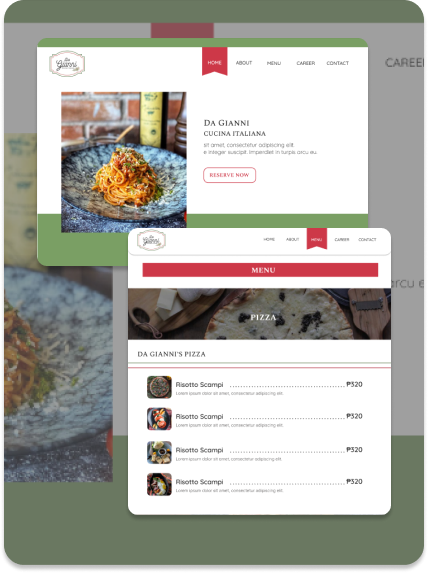 CAREER
Da
Gianni
HOME ABOUT MENU CAREER CONTACT
DA GIANNI
CUCINA ITALIANA
sit amet, consectetur adipiscing elit
e integer suscipit. Imperdiet in turpis arcu eu.
RESERVE NOW
arcu e
Da
Gianni
HOME ABOUT MENU CAREER CONTACT
MENU
PIZZA
DA GIANNI'S PIZZA
Risotto Scampi ........................................ ₱320
Lorem ipsum dolor sit amet, consectetur adipiscing elit
Risotto Scampi ........................................ ₱320
Lorem ipsum dolor sit amet, consectetur adipiscing elit
Risotto Scampi ........................................ ₱320
Lorem ipsum dolor sit amet, consectetur adipiscing elit
Risotto Scampi ........................................ ₱320
Lorem ipsum dolor sit amet, consectetur adipiscing elit